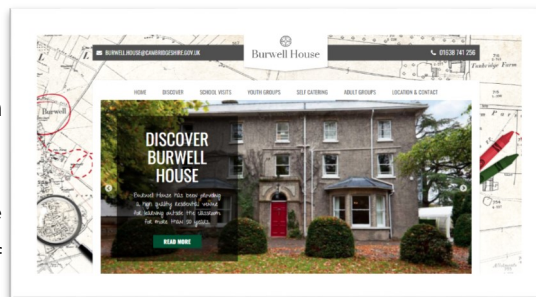 BURWELL.HOUSE@CAMBRIDGESHIRE.GOV.UK
Burwell House
01638 741 256
HOME DISCOVER SCHOOL VISITS YOUTH GROUPS SELF CATERING ADULT GROUPS LOCATION & CONTACT
Burwell
DISCOVER
BURWELL
HOUSE
Burwell House has been providing
a high quality residential venue
for learning outside the classroom
for more than 50 years.
READ MORE